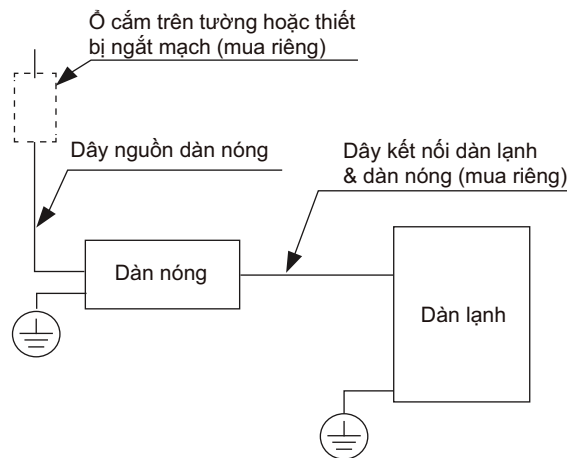 Ổ cắm trên tường hoặc thiết
bị ngắt mạch (mua riêng)
Dây nguồn dàn nóng
Dây kết nối dàn lạnh
& dàn nóng (mua riêng)
Dàn nóng
Dàn lạnh